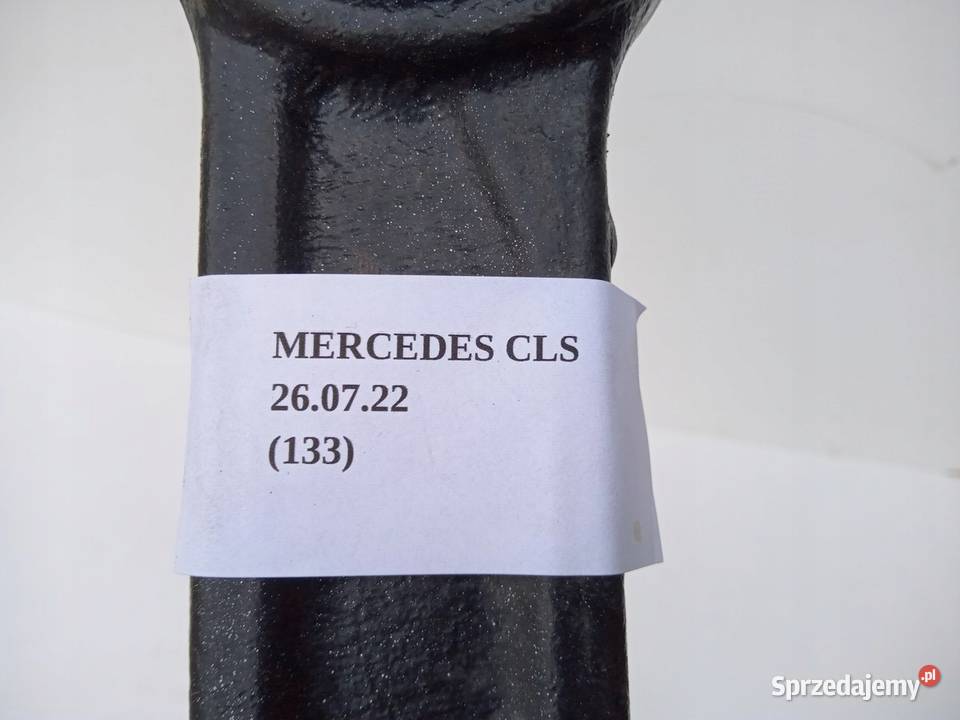 MERCEDES CLS
26.07.22
(133)
Sprzedajemy.pl